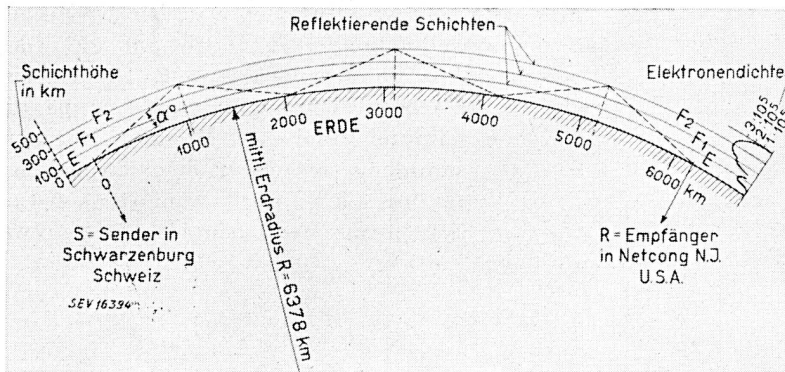 Reflektierende Schichten
Schichthöhe
in km
Elektronendichte
500
300
100
0
E
F₁
F₂
α°
0
1000
2000
3000
4000
5000
6000 km
ERDE
F₂
F₁
E
3·10⁵
2·10⁵
1·10⁵
mittl. Erdradius R = 6378 km
S = Sender in
Schwarzenburg
Schweiz
SEV 16394
R = Empfänger
in Netcong N.J.
U.S.A.